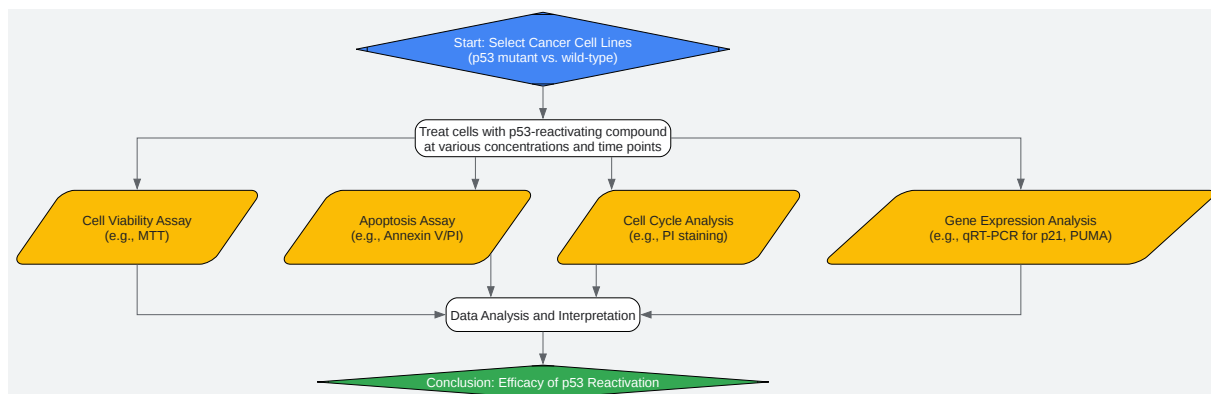 Start: Select Cancer Cell Lines
(p53 mutant vs. wild-type)
Treat cells with p53-reactivating compound
at various concentrations and time points
Cell Viability Assay
(e.g., MTT)
Apoptosis Assay
(e.g., Annexin V/PI)
Cell Cycle Analysis
(e.g., PI staining)
Gene Expression Analysis
(e.g., qRT-PCR for p21, PUMA)
Data Analysis and Interpretation
Conclusion: Efficacy of p53 Reactivation